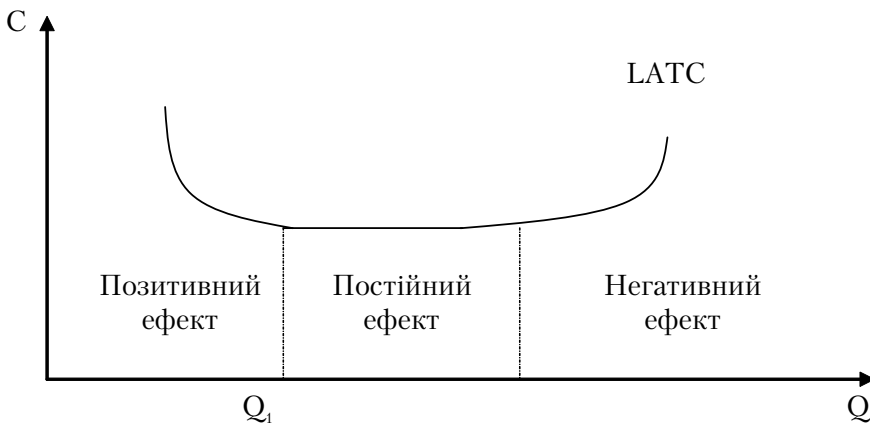 C
LATC
Позитивний
ефект
Постійний
ефект
Негативний
ефект
Q₁
Q